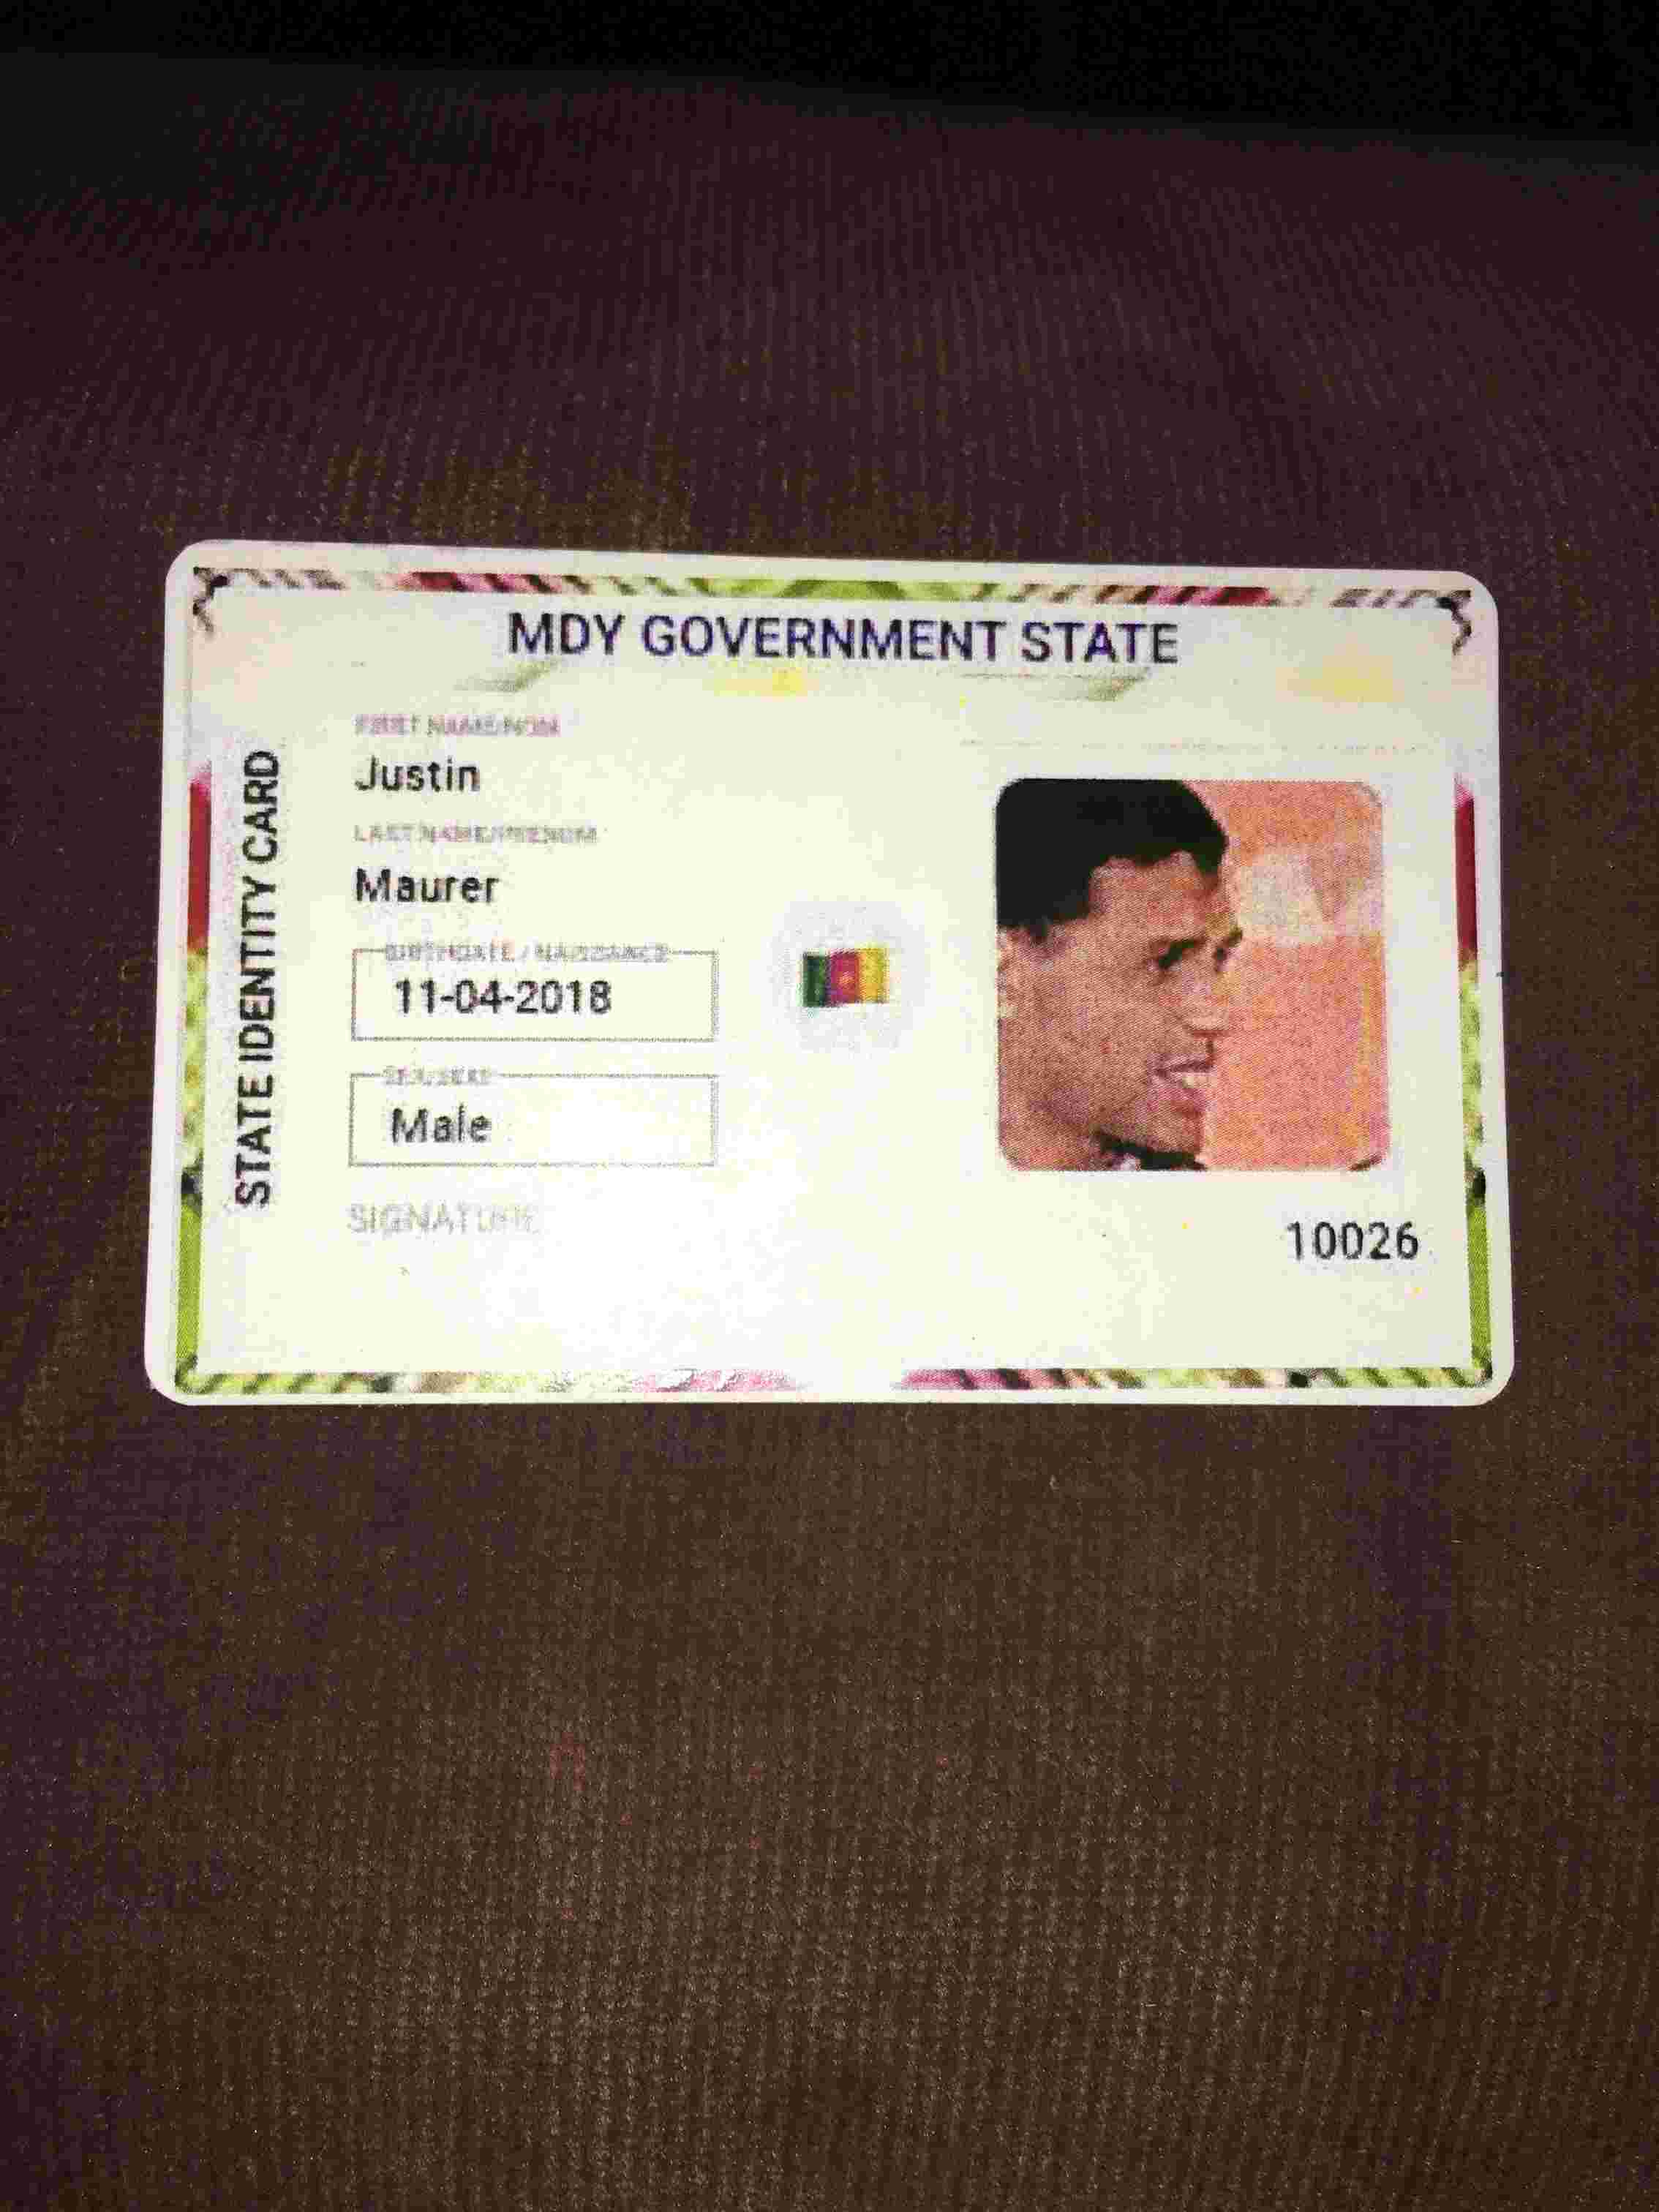 MDY GOVERNMENT STATE
STATE IDENTITY CARD
FIRST NAME/NOM
Justin
LAST NAME/PRENOM
Maurer
BIRTHDATE / NAISSANCE
11-04-2018
SEX/SEXE
Male
SIGNATURE
10026